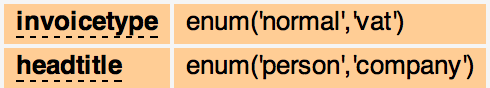 invoicetype enum('normal','vat')
headtitle enum('person','company')